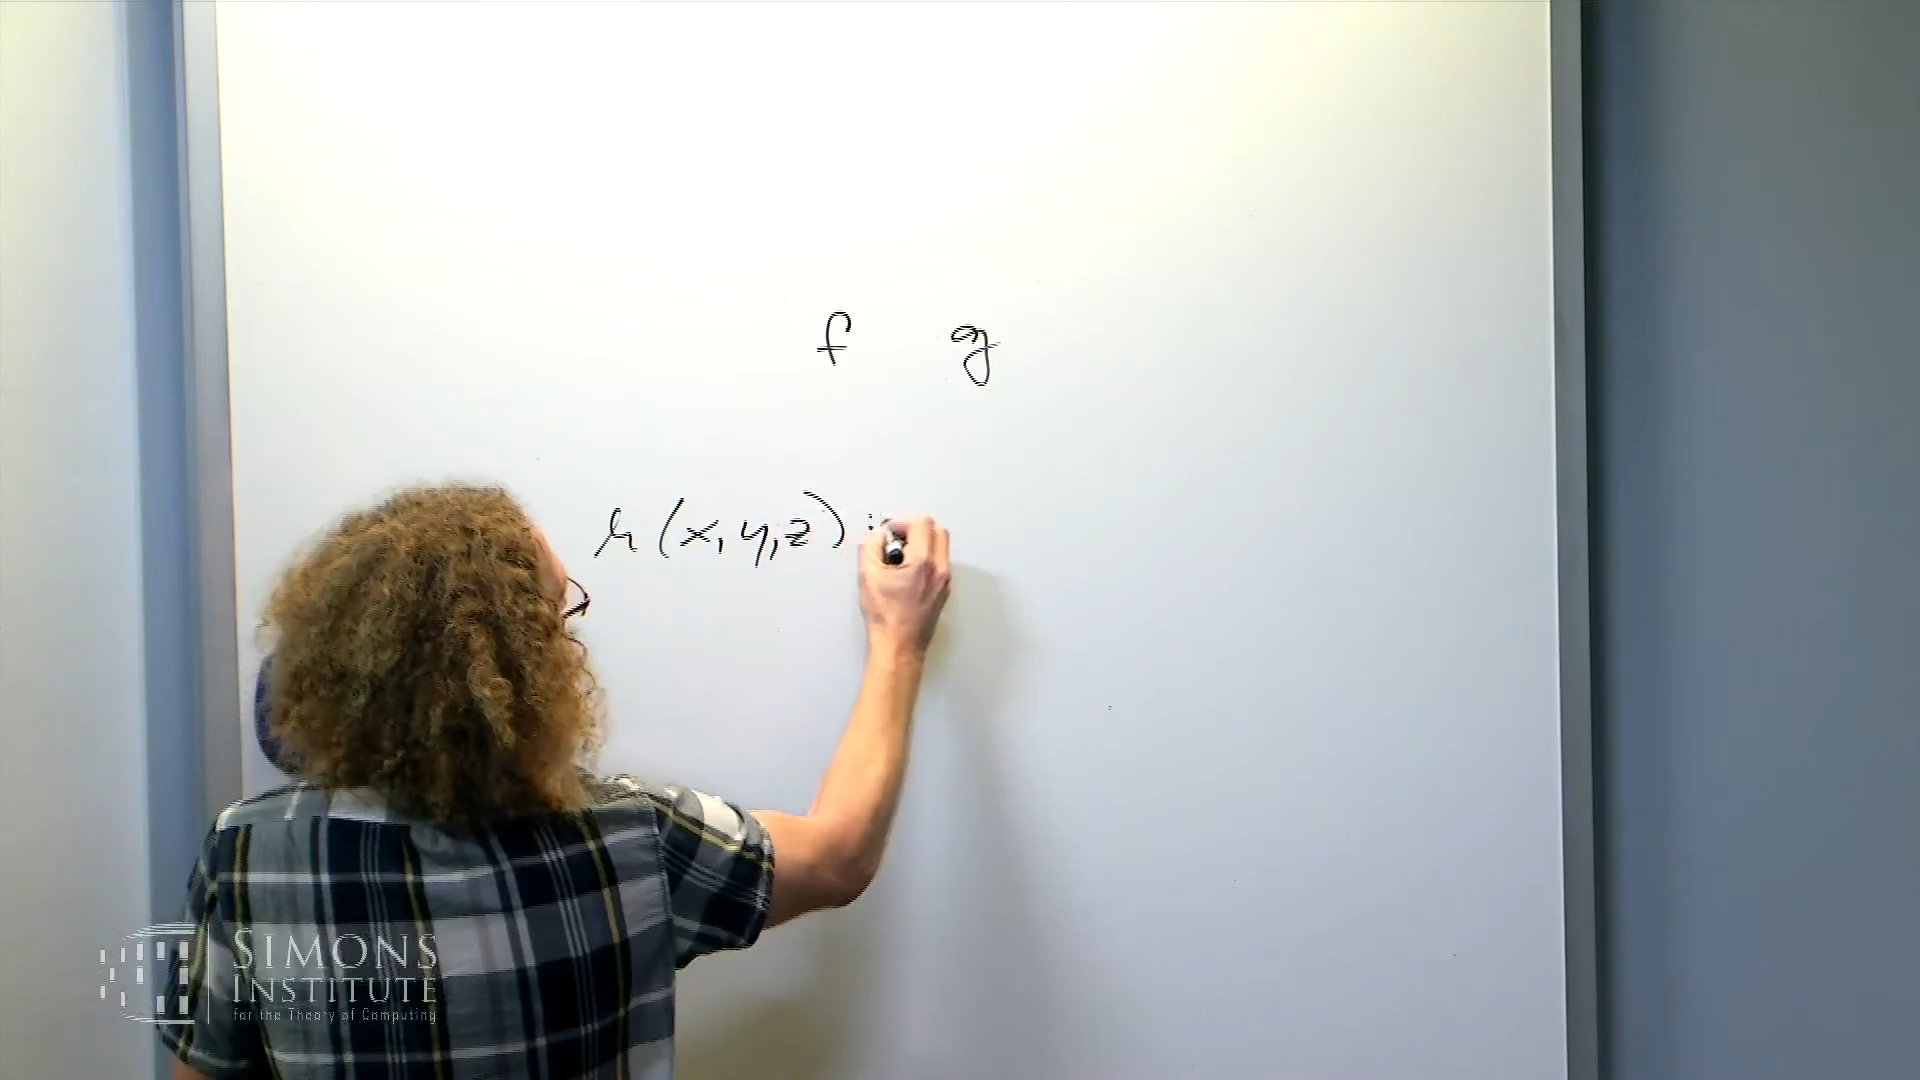 f g
h(x,y,z) :
SIMONS
INSTITUTE
for the Theory of Computing